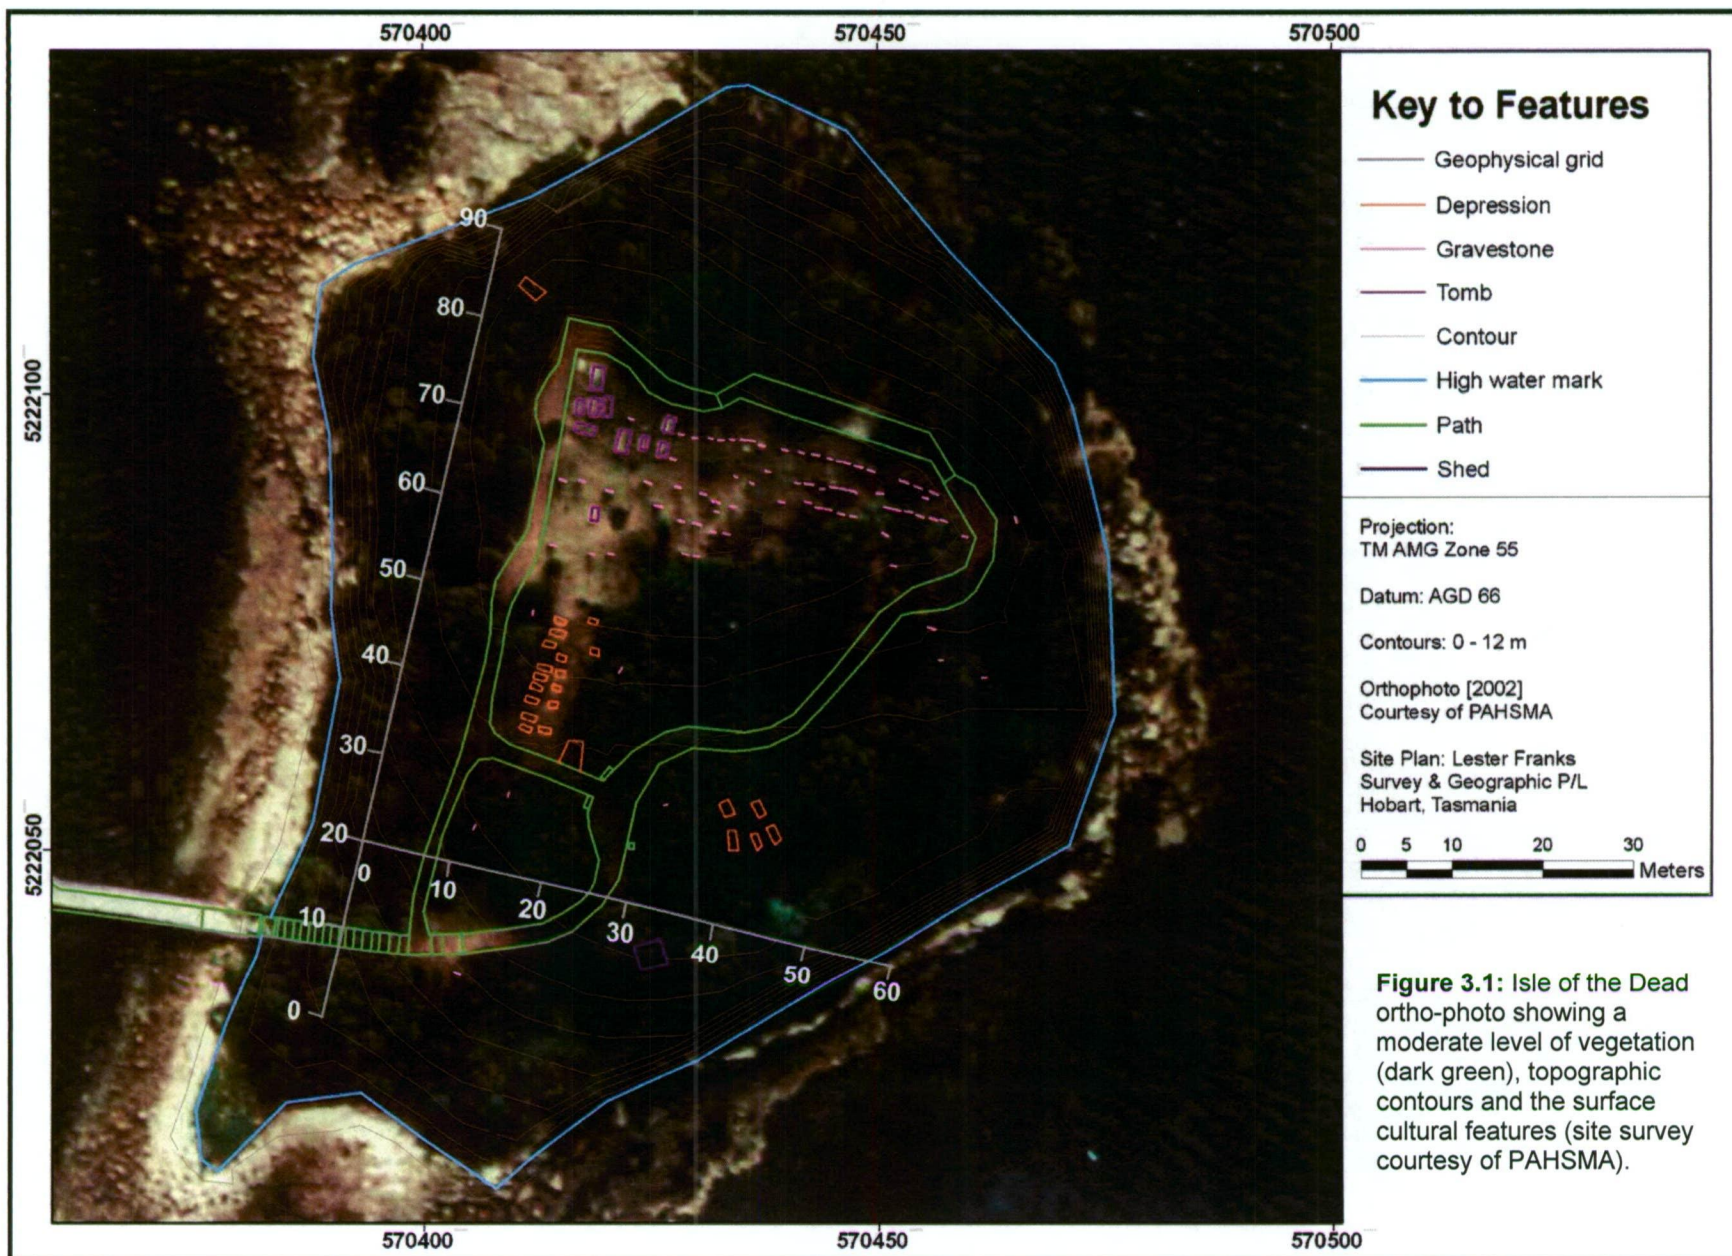 570400
570450
570500
5222100
5222050
90
80
70
60
50
40
30
20
10
0
0
10
20
30
40
50
60
570400
570450
570500
Key to Features
Geophysical grid
Depression
Gravestone
Tomb
Contour
High water mark
Path
Shed
Projection:
TM AMG Zone 55
Datum: AGD 66
Contours: 0 - 12 m
Orthophoto [2002]
Courtesy of PAHSMA
Site Plan: Lester Franks
Survey & Geographic P/L
Hobart, Tasmania
0 5 10 20 30
Meters
Figure 3.1: Isle of the Dead
ortho-photo showing a
moderate level of vegetation
(dark green), topographic
contours and the surface
cultural features (site survey
courtesy of PAHSMA).